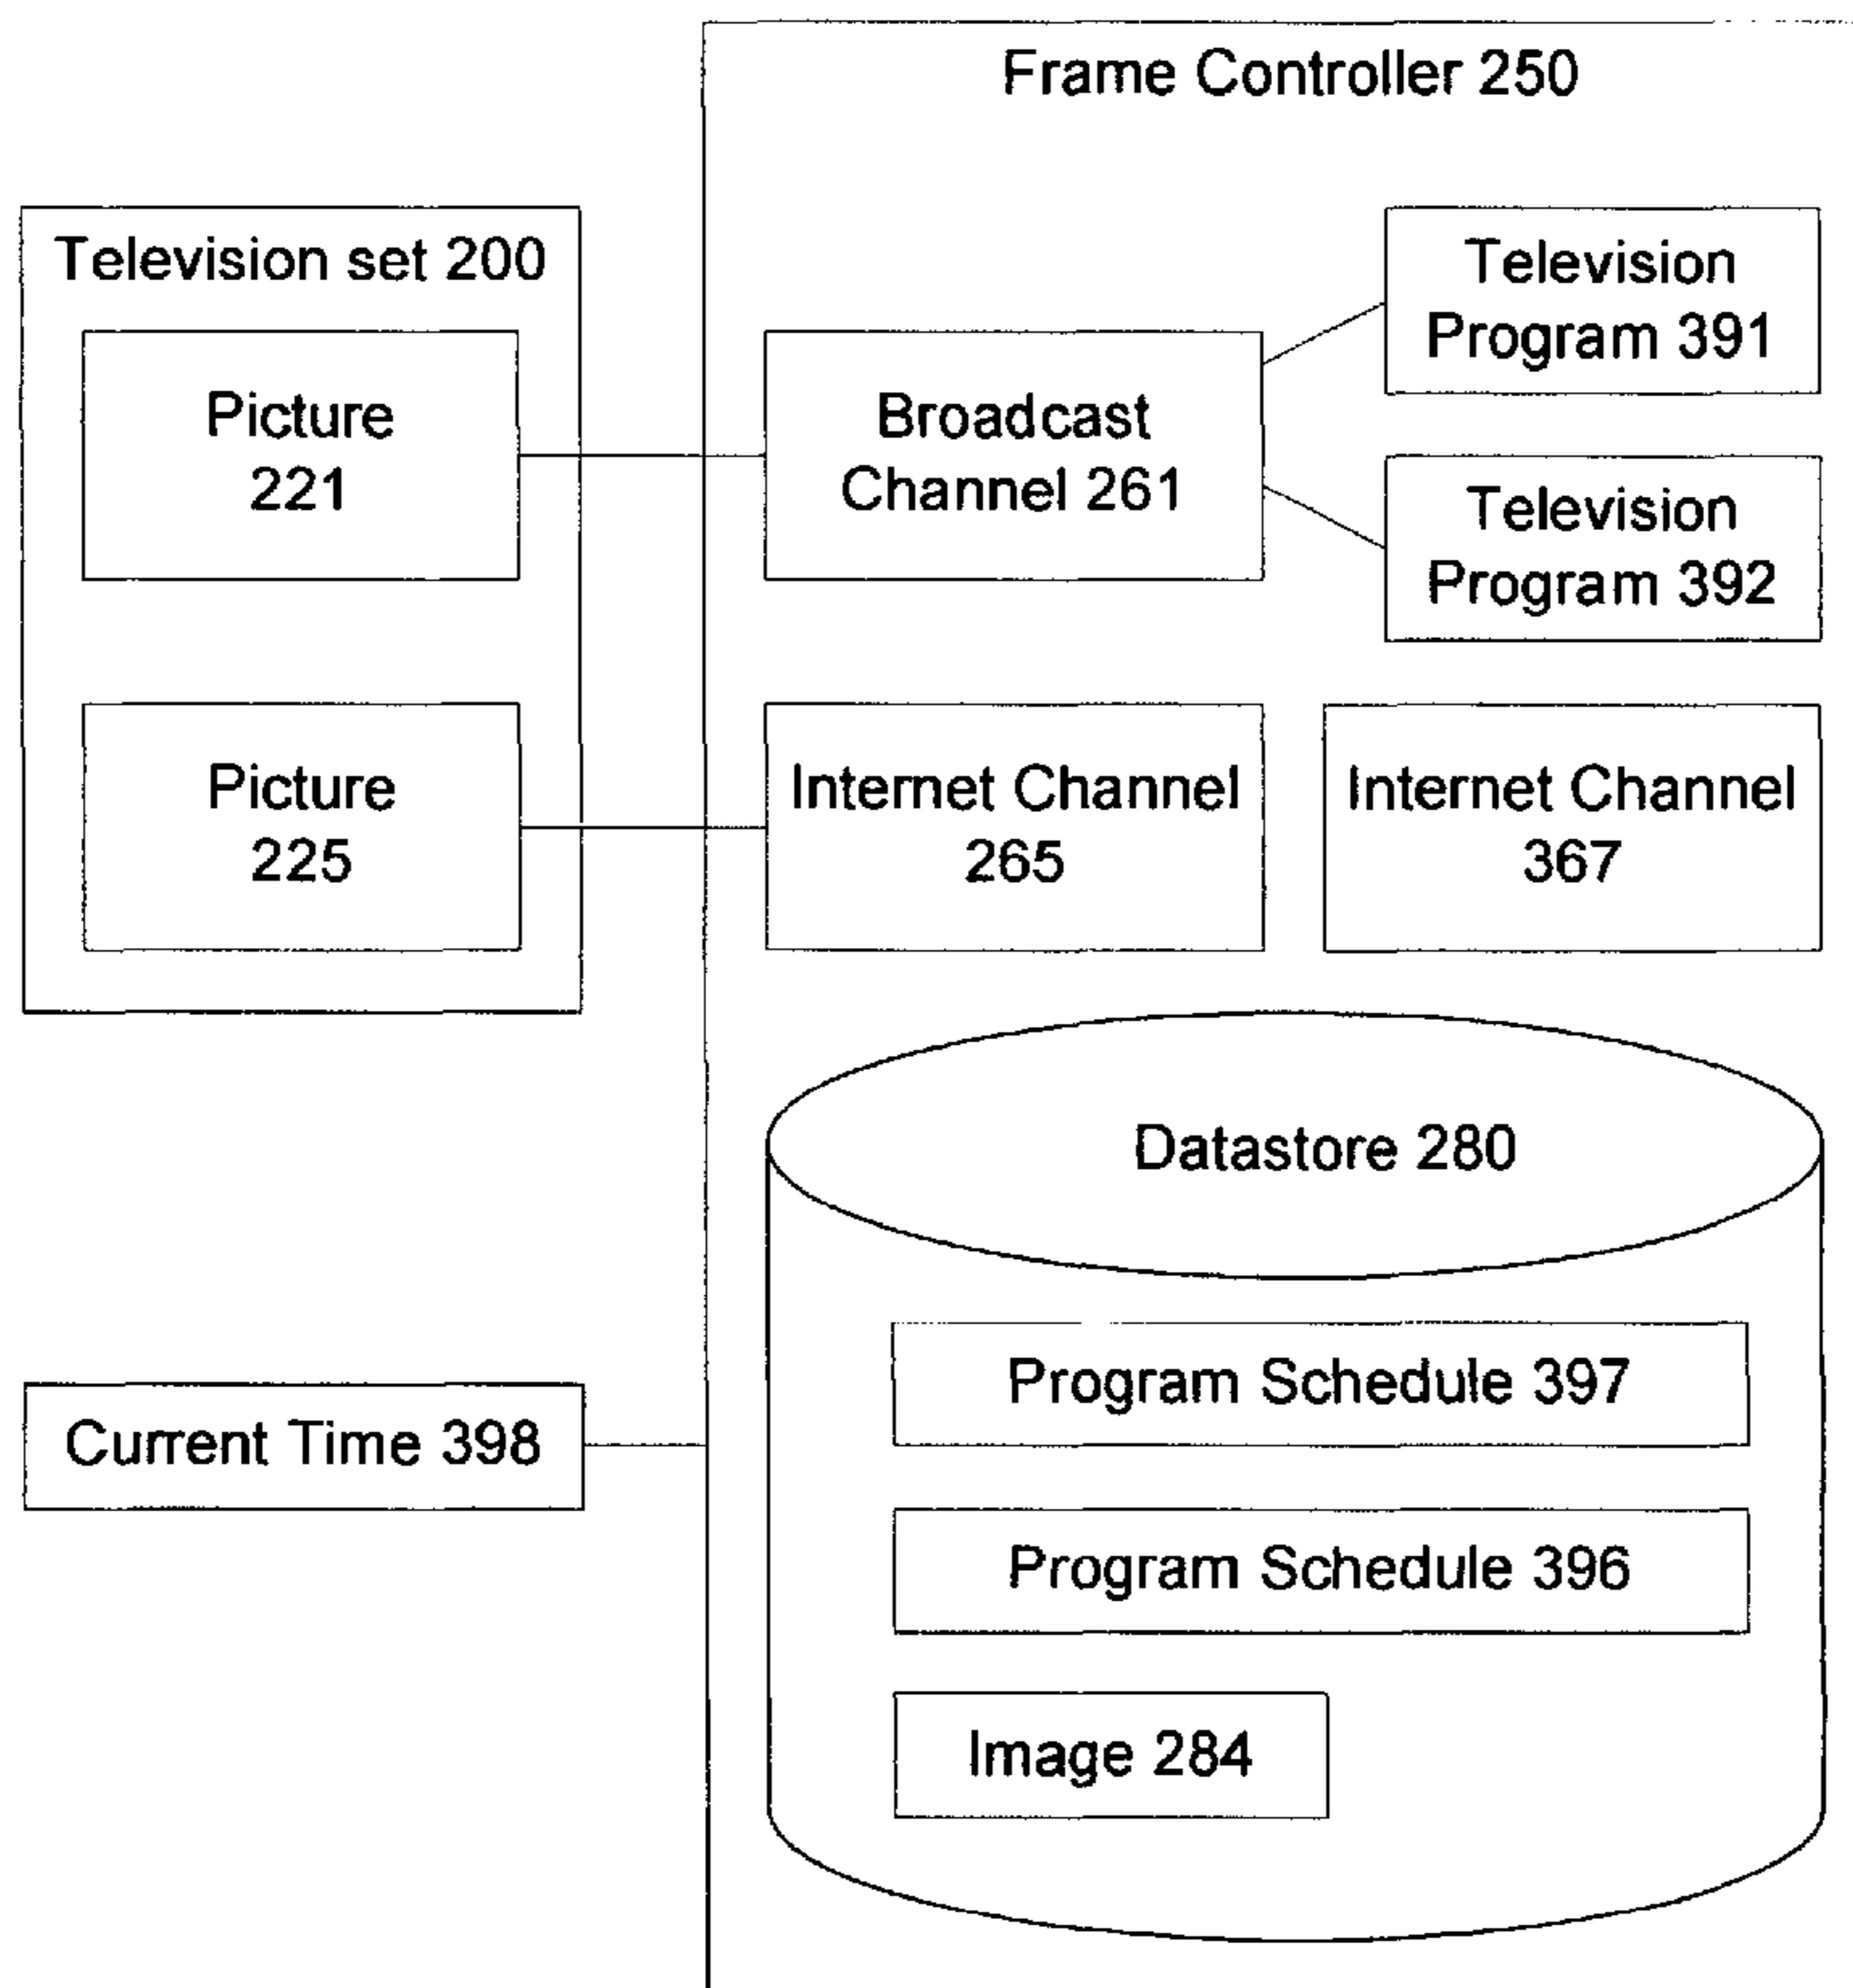 Frame Controller 250
Television set 200
Picture
221
Picture
225
Broadcast
Channel 261
Television
Program 391
Television
Program 392
Internet Channel
265
Internet Channel
367
Datastore 280
Program Schedule 397
Program Schedule 396
Image 284
Current Time 398